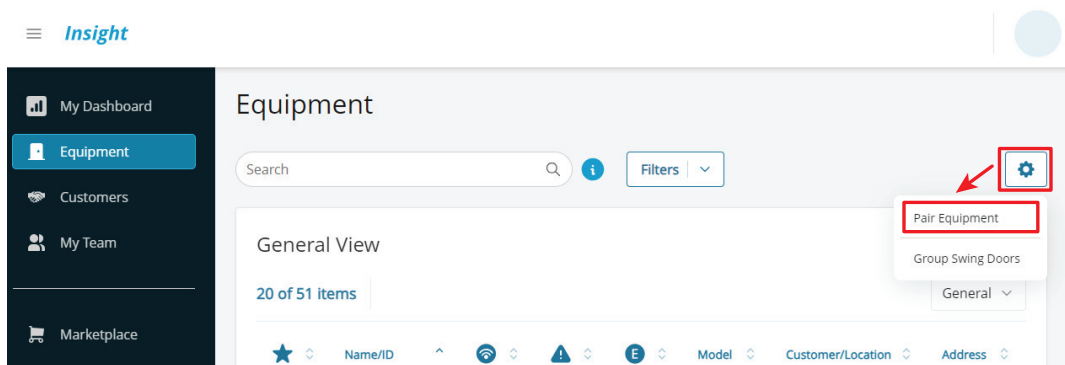 Insight
My Dashboard
Equipment
Customers
My Team
Marketplace
Equipment
Search
i
Filters
Pair Equipment
Group Swing Doors
General View
20 of 51 items
General
Name/ID
E
Model
Customer/Location
Address